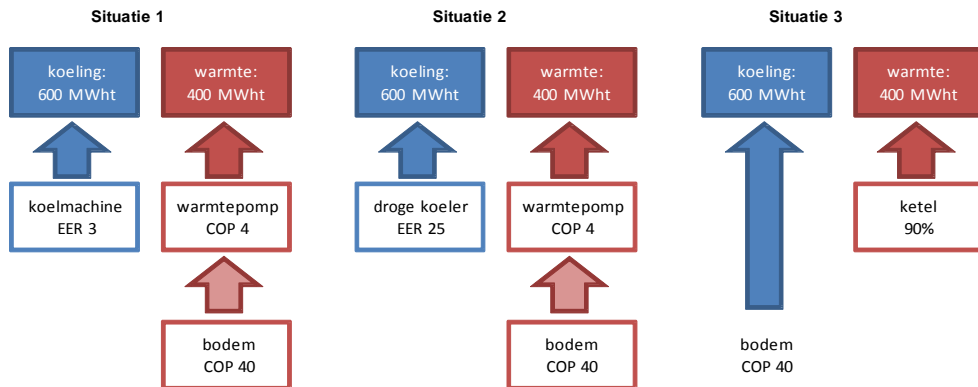 Situatie 1
koeling:
600 MWht
warmte:
400 MWht
koelmachine
EER 3
warmtepomp
COP 4
bodem
COP 40
Situatie 2
koeling:
600 MWht
warmte:
400 MWht
droge koeler
EER 25
warmtepomp
COP 4
bodem
COP 40
Situatie 3
koeling:
600 MWht
warmte:
400 MWht
ketel
90%
bodem
COP 40